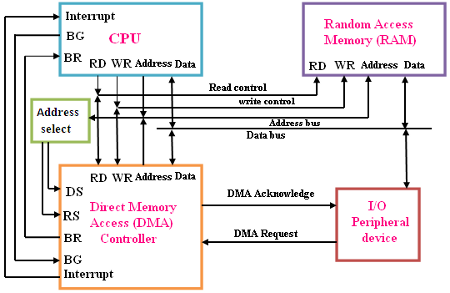 Interrupt
BG
BR
CPU
RD WR Address Data
Random Access
Memory (RAM)
RD WR Address Data
Read control
write control
Address bus
Data bus
Address
select
RD WR Address Data
DS
RS
BR
BG
Interrupt
Direct Memory
Access (DMA)
Controller
DMA Acknowledge
DMA Request
I/O
Peripheral
device